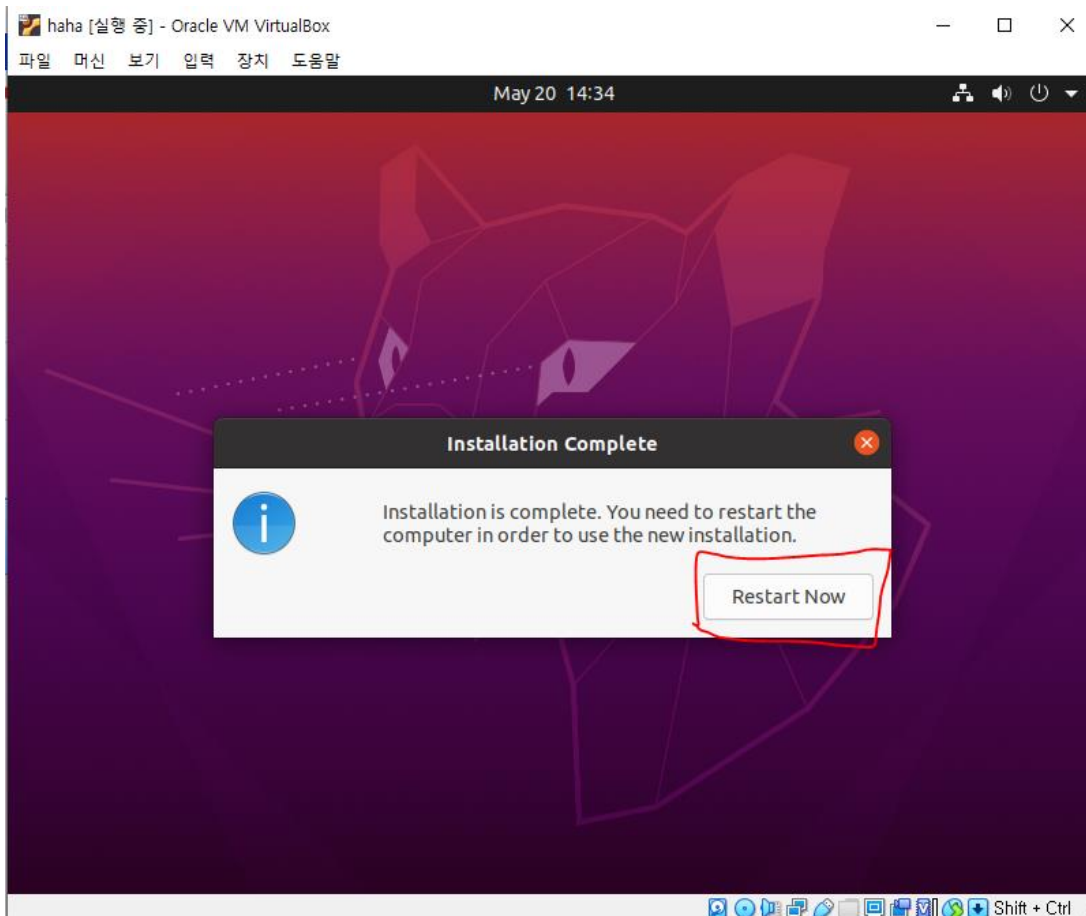 haha [실행 중] - Oracle VM VirtualBox
파일 머신 보기 입력 장치 도움말
May 20 14:34
Installation Complete
Installation is complete. You need to restart the
computer in order to use the new installation.
Restart Now
Shift + Ctrl